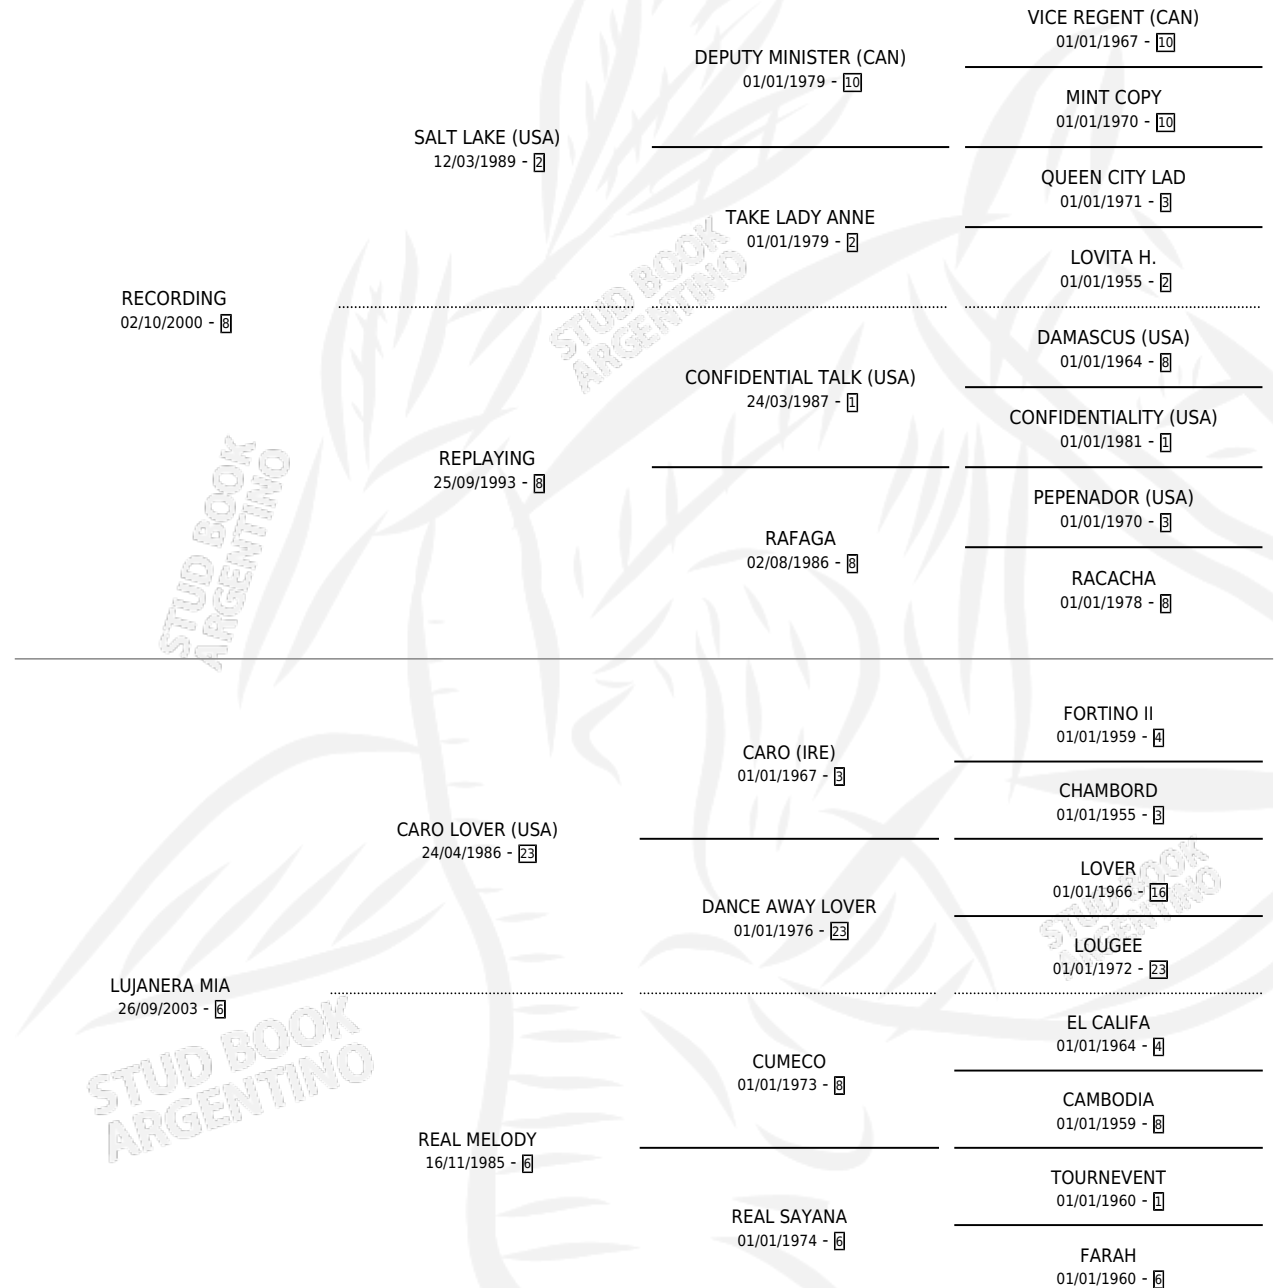 VICE REGENT (CAN)
01/01/1967 - 10
DEPUTY MINISTER (CAN)
01/01/1979 - 10
MINT COPY
01/01/1970 - 10
SALT LAKE (USA)
12/03/1989 - 2
QUEEN CITY LAD
01/01/1971 - 3
TAKE LADY ANNE
01/01/1979 - 2
LOVITA H.
01/01/1955 - 2
RECORDING
02/10/2000 - 8
DAMASCUS (USA)
01/01/1964 - 8
CONFIDENTIAL TALK (USA)
24/03/1987 - 1
CONFIDENTIALITY (USA)
01/01/1981 - 1
REPLAYING
25/09/1993 - 8
PEPENADOR (USA)
01/01/1970 - 3
RAFAGA
02/08/1986 - 8
RACACHA
01/01/1978 - 8
STUD BOOK
ARGENTINO
STUD BOOK
ARGENTINO
FORTINO II
01/01/1959 - 4
CARO (IRE)
01/01/1967 - 3
CHAMBORD
01/01/1955 - 3
CARO LOVER (USA)
24/04/1986 - 23
LOVER
01/01/1966 - 16
DANCE AWAY LOVER
01/01/1976 - 23
LOUGEE
01/01/1972 - 23
LUJANERA MIA
26/09/2003 - 6
EL CALIFA
01/01/1964 - 4
CUMECO
01/01/1973 - 8
CAMBODIA
01/01/1959 - 8
REAL MELODY
16/11/1985 - 6
TOURNEVENT
01/01/1960 - 1
REAL SAYANA
01/01/1974 - 6
FARAH
01/01/1960 - 6
STUD BOOK
ARGENTINO
STUD BOOK
ARGENTINO